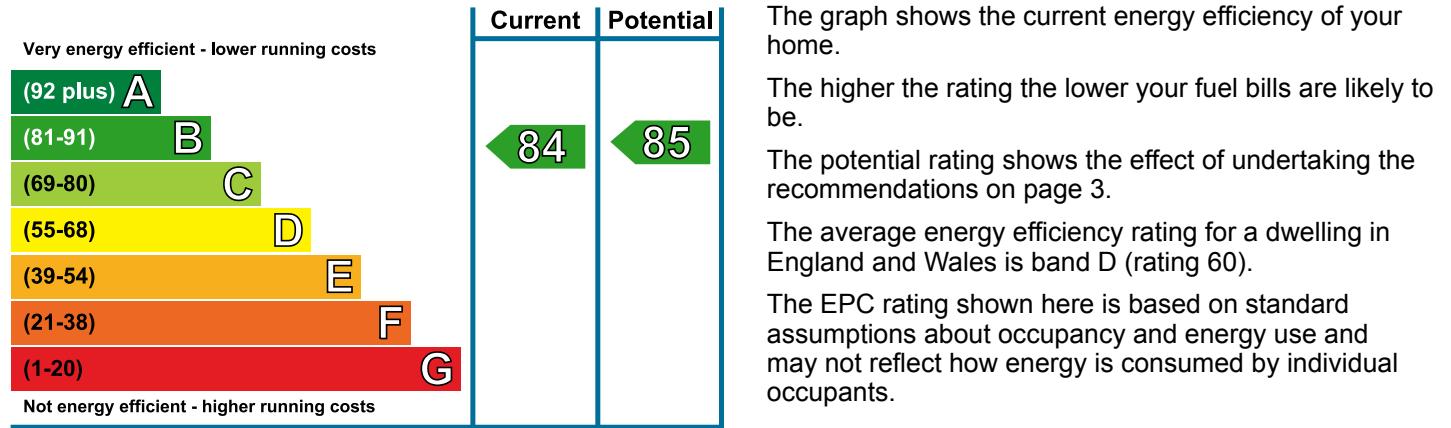 Current Potential
Very energy efficient - lower running costs
(92 plus) A
(81-91) B
84 85
(69-80) C
(55-68) D
(39-54) E
(21-38) F
(1-20) G
Not energy efficient - higher running costs
The graph shows the current energy efficiency of your
home.
The higher the rating the lower your fuel bills are likely to
be.
The potential rating shows the effect of undertaking the
recommendations on page 3.
The average energy efficiency rating for a dwelling in
England and Wales is band D (rating 60).
The EPC rating shown here is based on standard
assumptions about occupancy and energy use and
may not reflect how energy is consumed by individual
occupants.